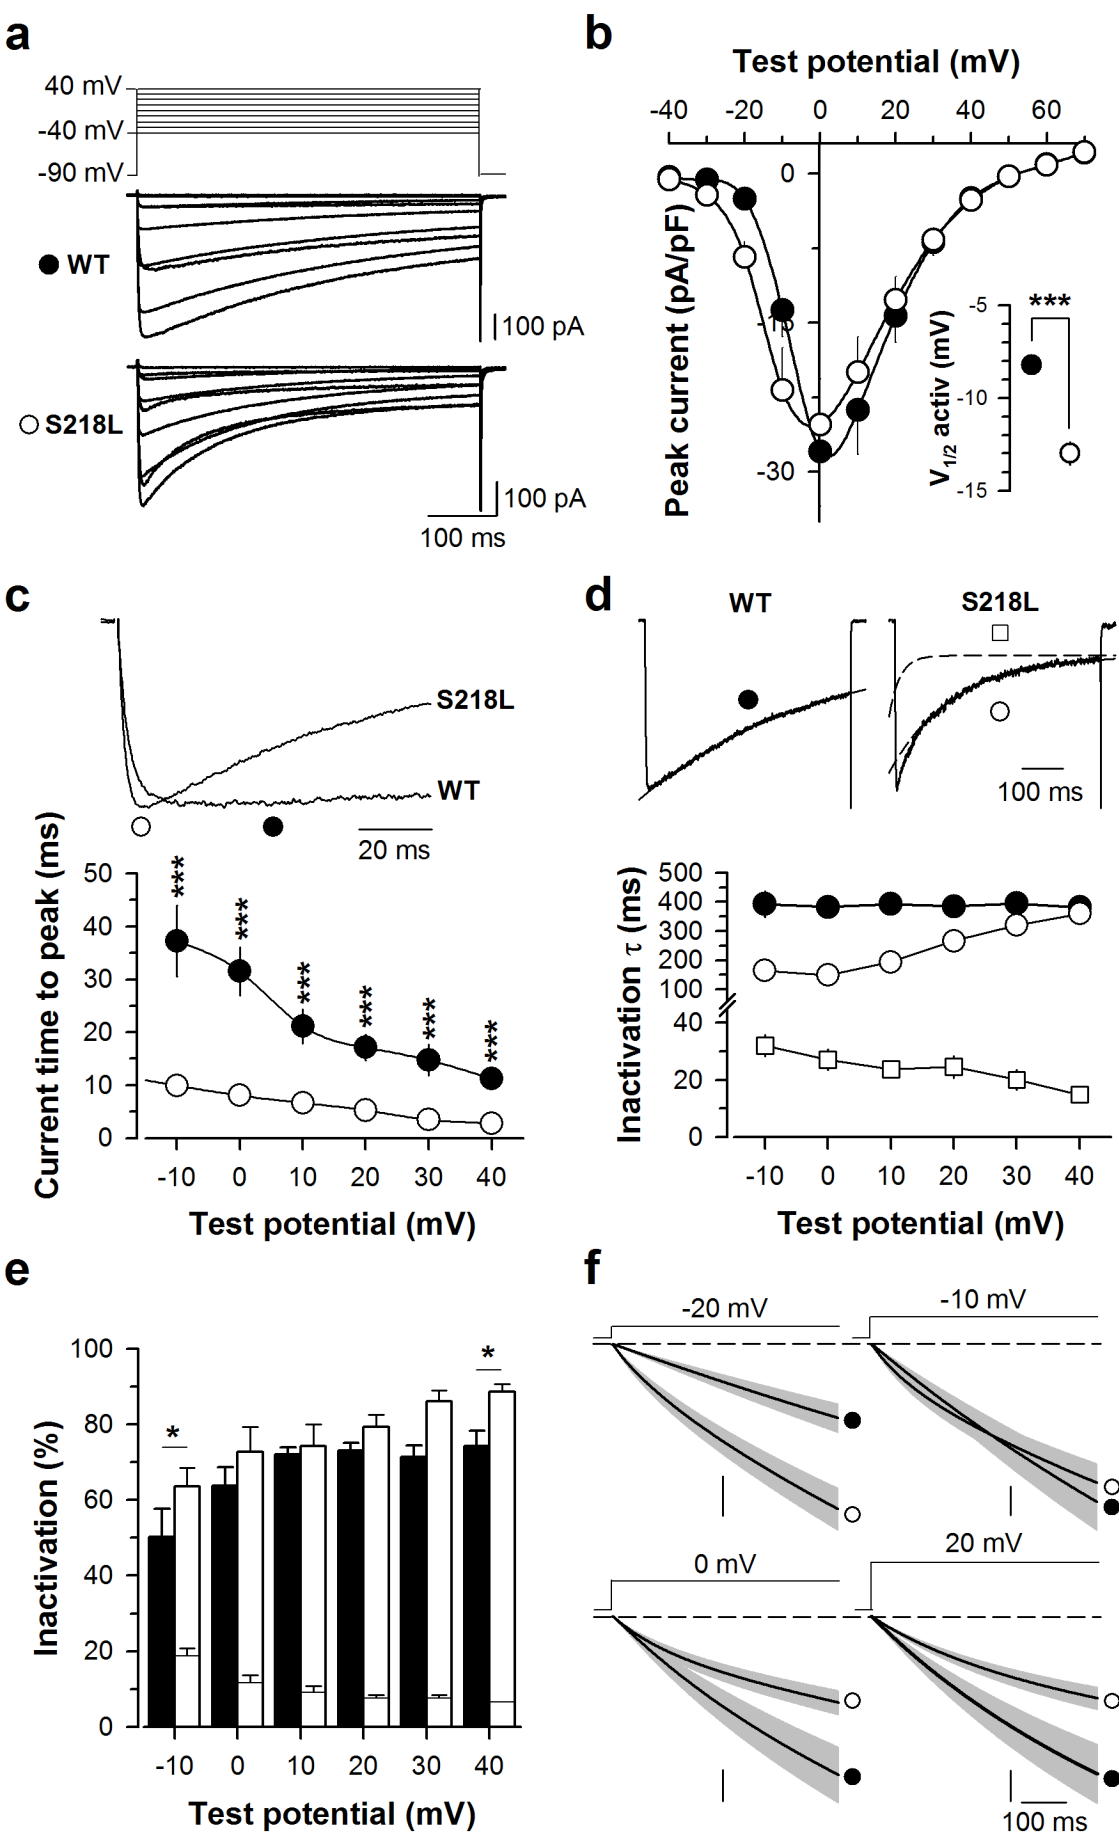 a
40 mV
-40 mV
-90 mV
WT
100 pA
S218L
100 pA
100 ms
b
Test potential (mV)
-40 -20 0 20 40 60
0
-30
Peak current (pA/pF)
***
-5
-10
-15
V1/2 activ (mV)
c
S218L
WT
20 ms
50
40
30
20
10
0
Current time to peak (ms)
*** *** *** *** *** ***
-10 0 10 20 30 40
Test potential (mV)
d
WT S218L
100 ms
500
400
300
200
100
40
20
0
Inactivation τ (ms)
-10 0 10 20 30 40
Test potential (mV)
e
100
80
60
40
20
0
Inactivation (%)
* *
-10 0 10 20 30 40
Test potential (mV)
f
-20 mV -10 mV
0 mV 20 mV
100 ms